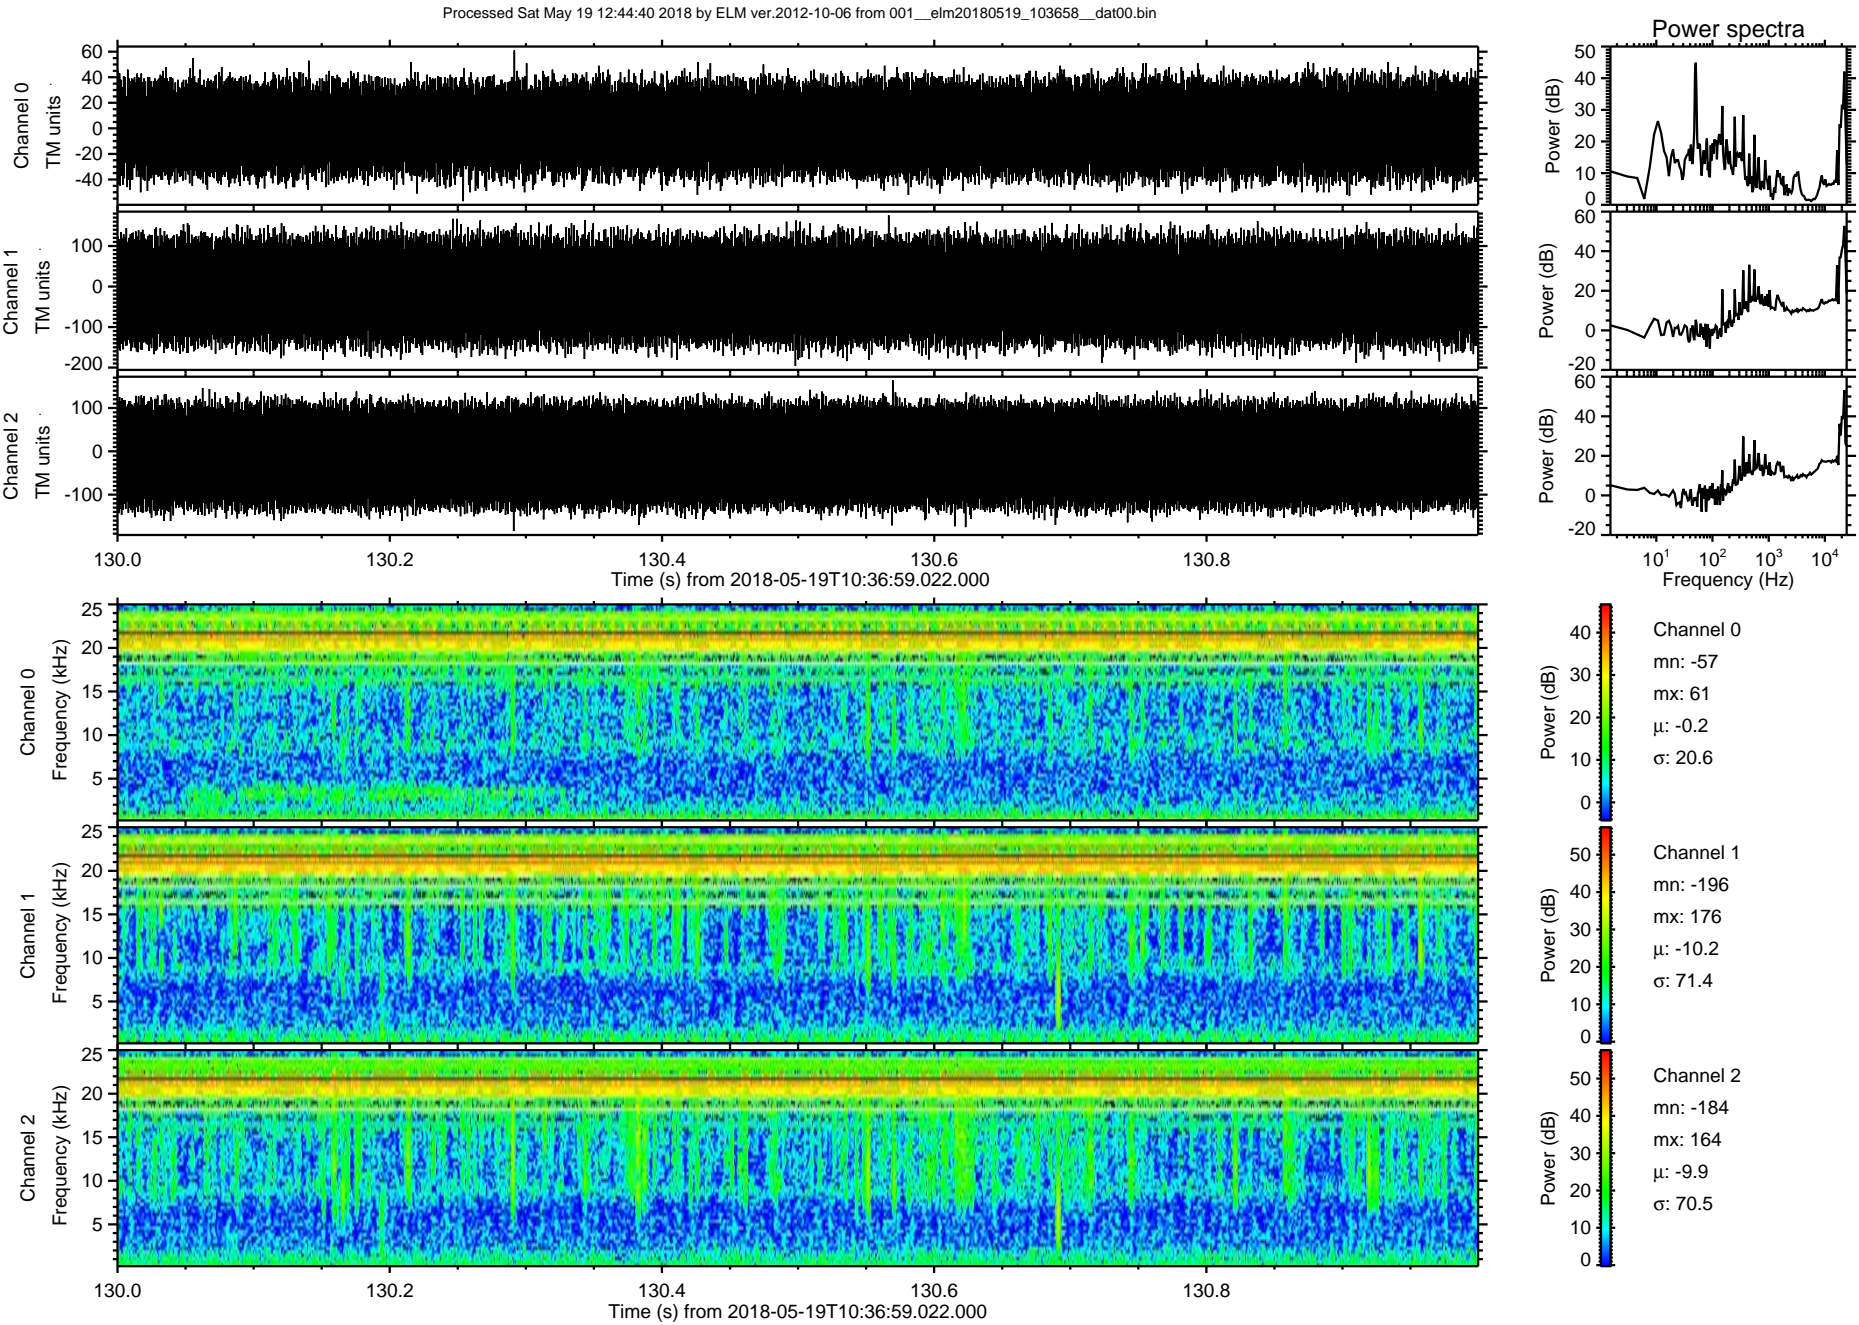 Processed Sat May 19 12:44:40 2018 by ELM ver.2012-10-06 from 001__elm20180519_103658__dat00.bin
Power spectra
Channel 0
TM units
60
40
20
0
-20
-40
Power (dB)
50
40
30
20
10
0
Channel 1
TM units
100
0
-100
-200
Power (dB)
60
40
20
0
-20
Channel 2
TM units
100
0
-100
Power (dB)
60
40
20
0
-20
130.0 130.2 130.4 130.6 130.8
Time (s) from 2018-05-19T10:36:59.022.000
10^1 10^2 10^3 10^4
Frequency (Hz)
Channel 0
Frequency (kHz)
25
20
15
10
5
Power (dB)
40
30
20
10
0
Channel 0
mn: -57
mx: 61
μ: -0.2
σ: 20.6
Channel 1
Frequency (kHz)
25
20
15
10
5
Power (dB)
50
40
30
20
10
0
Channel 1
mn: -196
mx: 176
μ: -10.2
σ: 71.4
Channel 2
Frequency (kHz)
25
20
15
10
5
Power (dB)
50
40
30
20
10
0
Channel 2
mn: -184
mx: 164
μ: -9.9
σ: 70.5
130.0 130.2 130.4 130.6 130.8
Time (s) from 2018-05-19T10:36:59.022.000